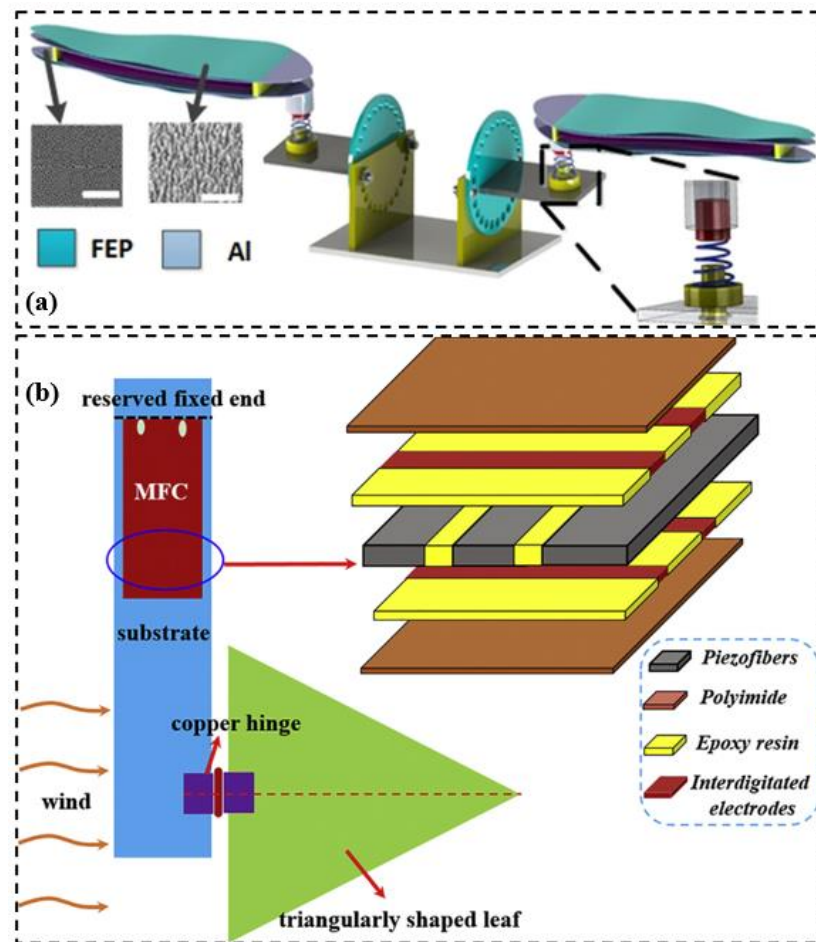 FEP
Al
(a)
(b)
reserved fixed end
MFC
substrate
copper hinge
wind
triangularly shaped leaf
Piezofibers
Polyimide
Epoxy resin
Interdigitated
electrodes